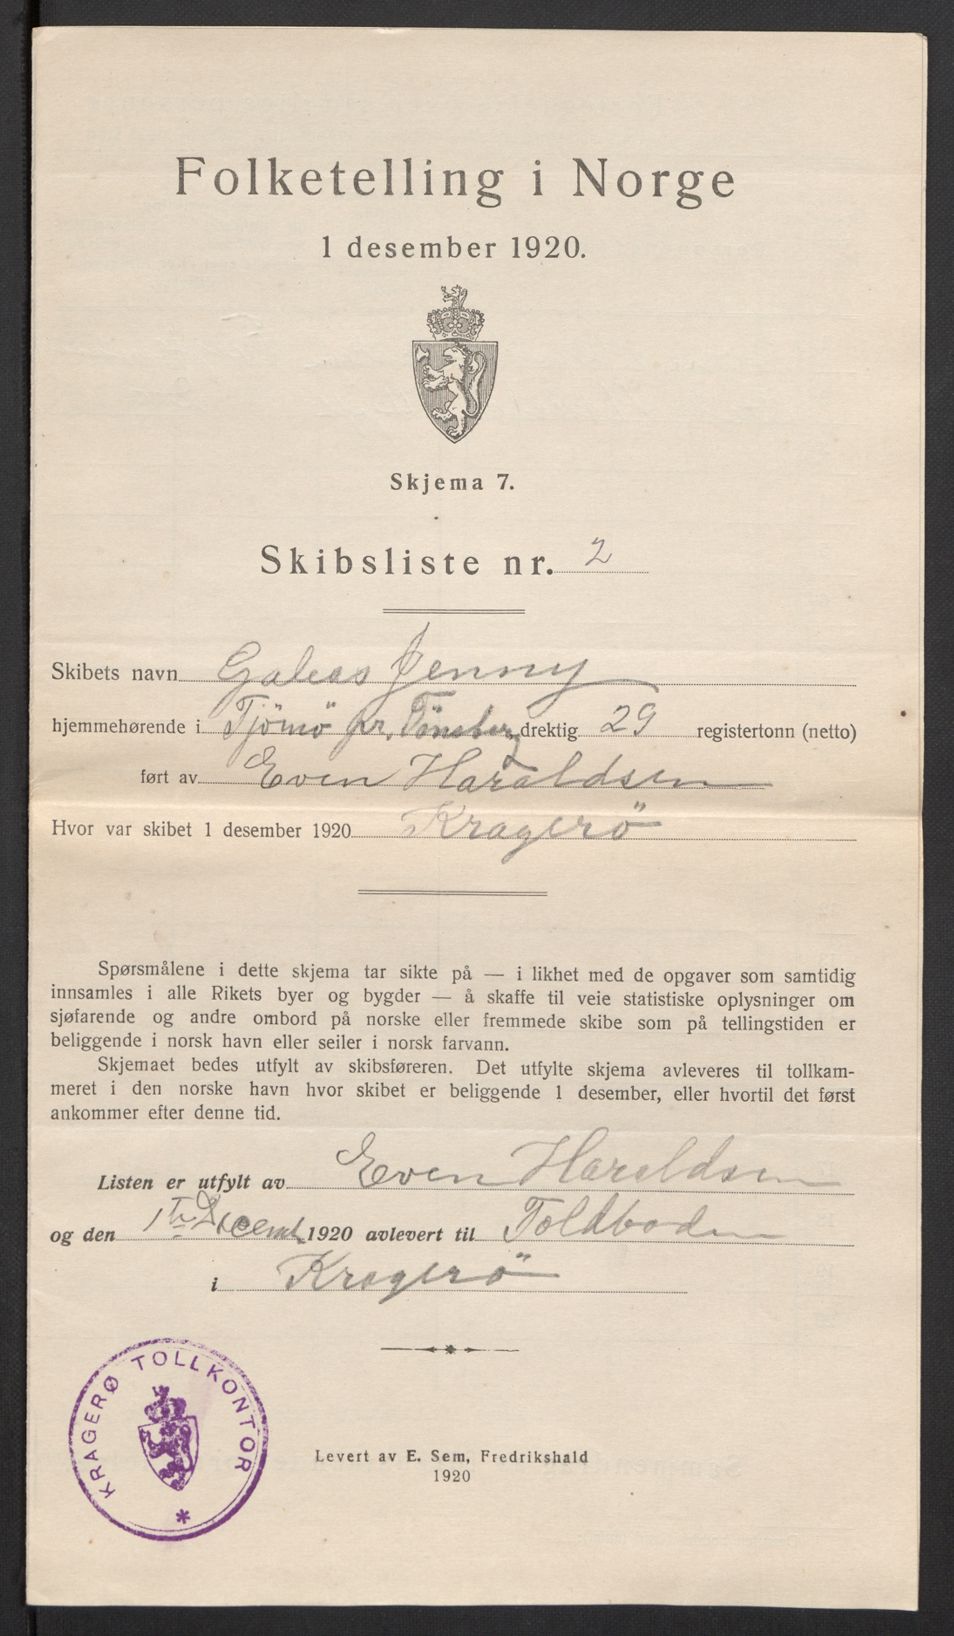 Folketelling i Norge
1 desember 1920.
Skjema 7.
Skibsliste nr. 2
Skibets navn Galeas Jenny
hjemmehørende i Tjömö pr. Tönsberg drektig 29 registertonn (netto)
ført av Even Haraldsen
Hvor var skibet 1 desember 1920 Kragerö
Spørsmålene i dette skjema tar sikte på — i likhet med de opgaver som samtidig
innsamles i alle Rikets byer og bygder — å skaffe til veie statistiske oplysninger om
sjøfarende og andre ombord på norske eller fremmede skibe som på tellingstiden er
beliggende i norsk havn eller seiler i norsk farvann.
Skjemaet bedes utfylt av skibsføreren. Det utfylte skjema avleveres til tollkam-
meret i den norske havn hvor skibet er beliggende 1 desember, eller hvortil det først
ankommer efter denne tid.
Listen er utfylt av Even Haraldsen
og den 1ste Decemb. 1920 avlevert til Toldboden
i Kragerö
KRAGERØ TOLLKONTOR
Levert av E. Sem, Fredrikshald
1920